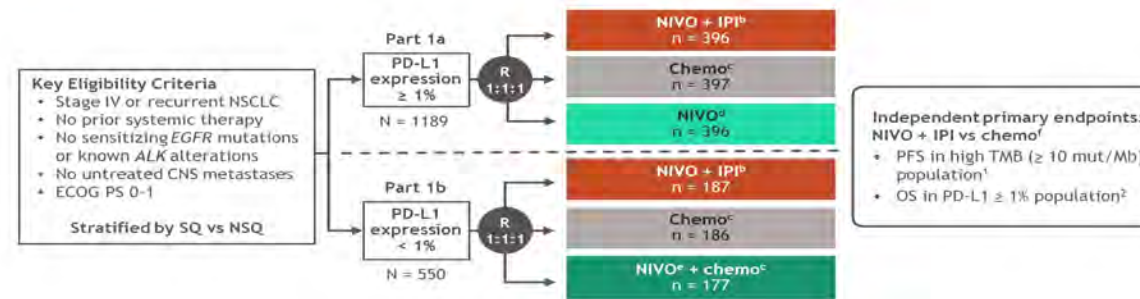 Key Eligibility Criteria
• Stage IV or recurrent NSCLC
• No prior systemic therapy
• No sensitizing EGFR mutations
or known ALK alterations
• No untreated CNS metastases
• ECOG PS 0-1
Stratified by SQ vs NSQ
Part 1a
PD-L1
expression
≥ 1%
N = 1189
R
1:1:1
NIVO + IPIᵇ
n = 396
Chemoᶜ
n = 397
NIVOᵈ
n = 396
Part 1b
PD-L1
expression
< 1%
N = 550
R
1:1:1
NIVO + IPIᵇ
n = 187
Chemoᶜ
n = 186
NIVOᵉ + chemoᶜ
n = 177
Independent primary endpoints:
NIVO + IPI vs chemoᶠ
• PFS in high TMB (≥ 10 mut/Mb)
population¹
• OS in PD-L1 ≥ 1% population²